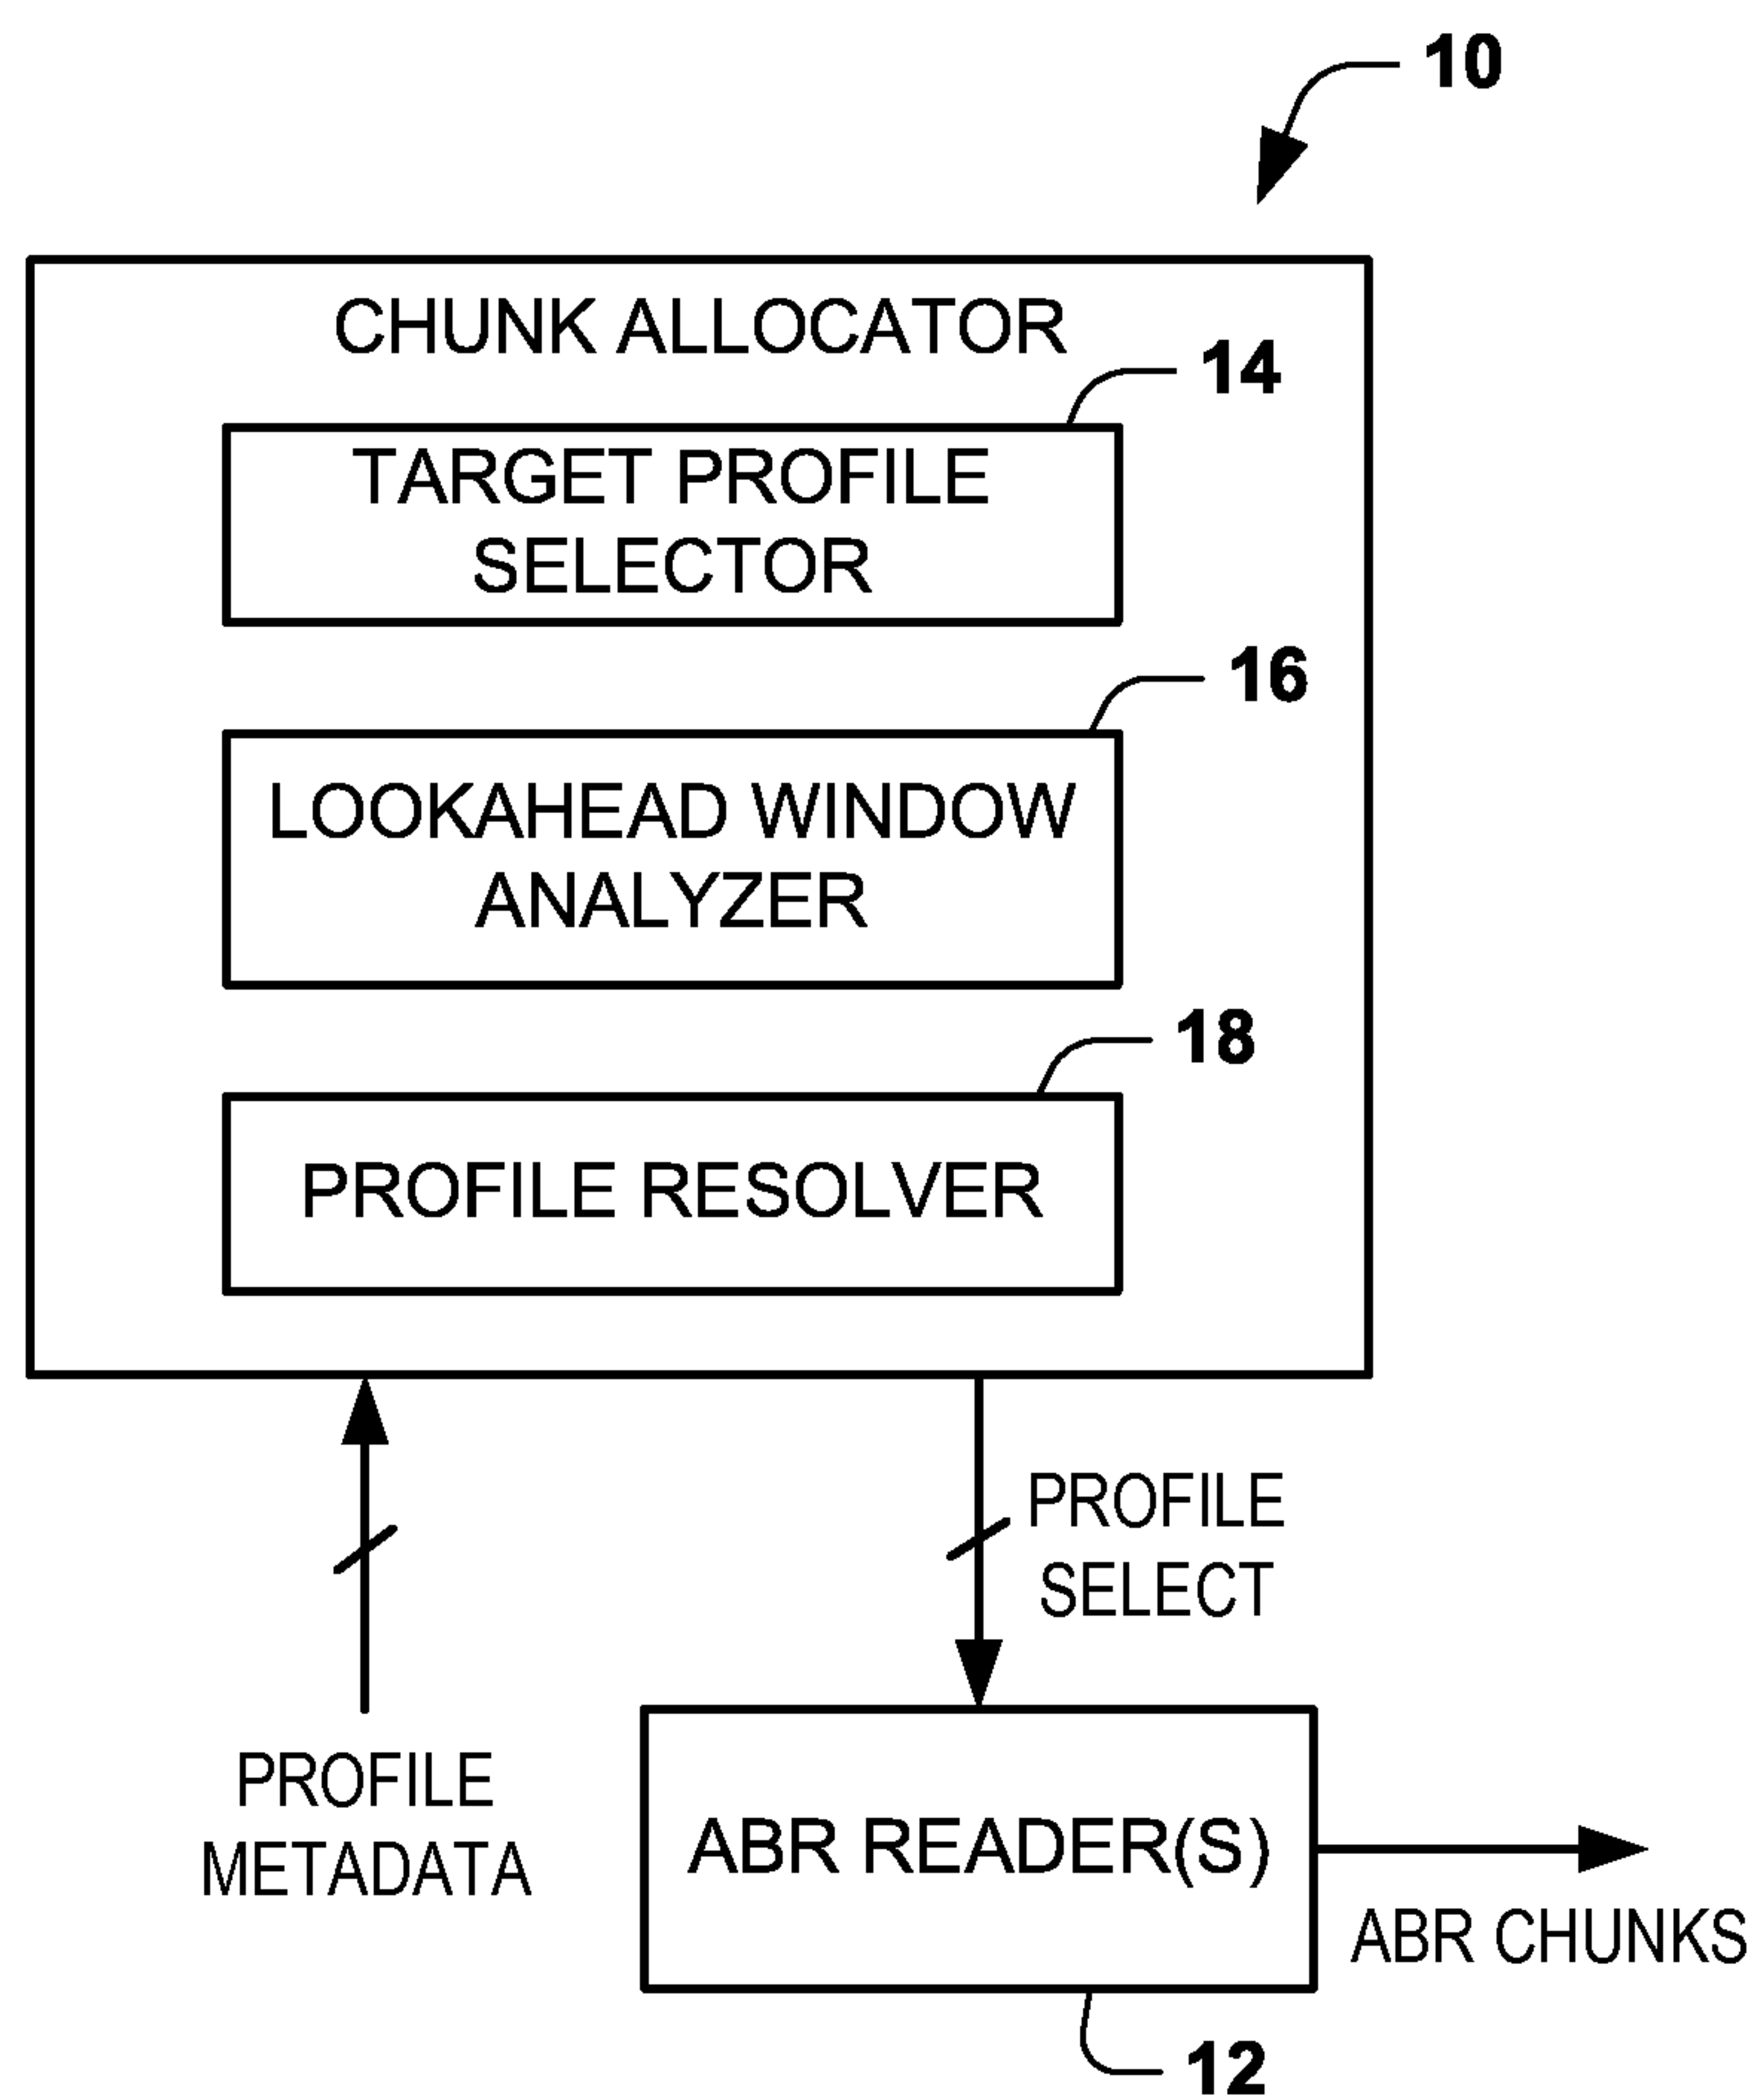 10
CHUNK ALLOCATOR
14
TARGET PROFILE
SELECTOR
16
LOOKAHEAD WINDOW
ANALYZER
18
PROFILE RESOLVER
PROFILE
SELECT
PROFILE
METADATA
ABR READER(S)
ABR CHUNKS
12